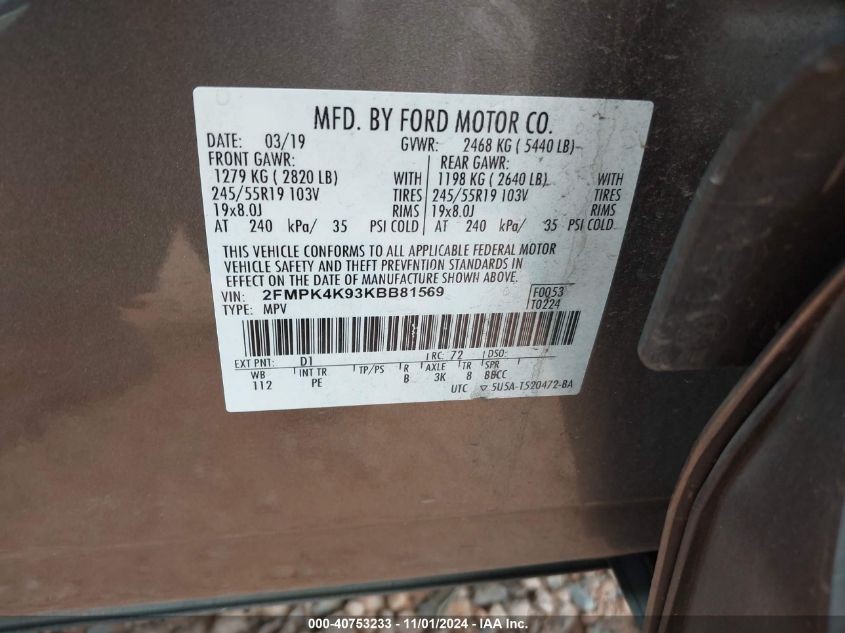 MFD. BY FORD MOTOR CO.
DATE: 03/19 GVWR: 2468 KG ( 5440 LB)
FRONT GAWR: REAR GAWR:
1279 KG ( 2820 LB) WITH 1198 KG ( 2640 LB) WITH
245/55R19 103V TIRES 245/55R19 103V TIRES
19x8.0J RIMS 19x8.0J RIMS
AT 240 kPa/ 35 PSI COLD AT 240 kPa/ 35 PSI COLD
THIS VEHICLE CONFORMS TO ALL APPLICABLE FEDERAL MOTOR
VEHICLE SAFETY AND THEFT PREVENTION STANDARDS IN
EFFECT ON THE DATE OF MANUFACTURE SHOWN ABOVE.
VIN: 2FMPK4K93KBB81569 F0053
TYPE: MPV T0224
EXT PNT: D1 RC: 72 DSO:
WB INT TR TP/PS R AXLE TR SPR
112 PE B 3K 8 BBCC
UTC ▽ 5U5A-T520472-BA
© - 40753233 - 11/01/2024 - IAA Inc.